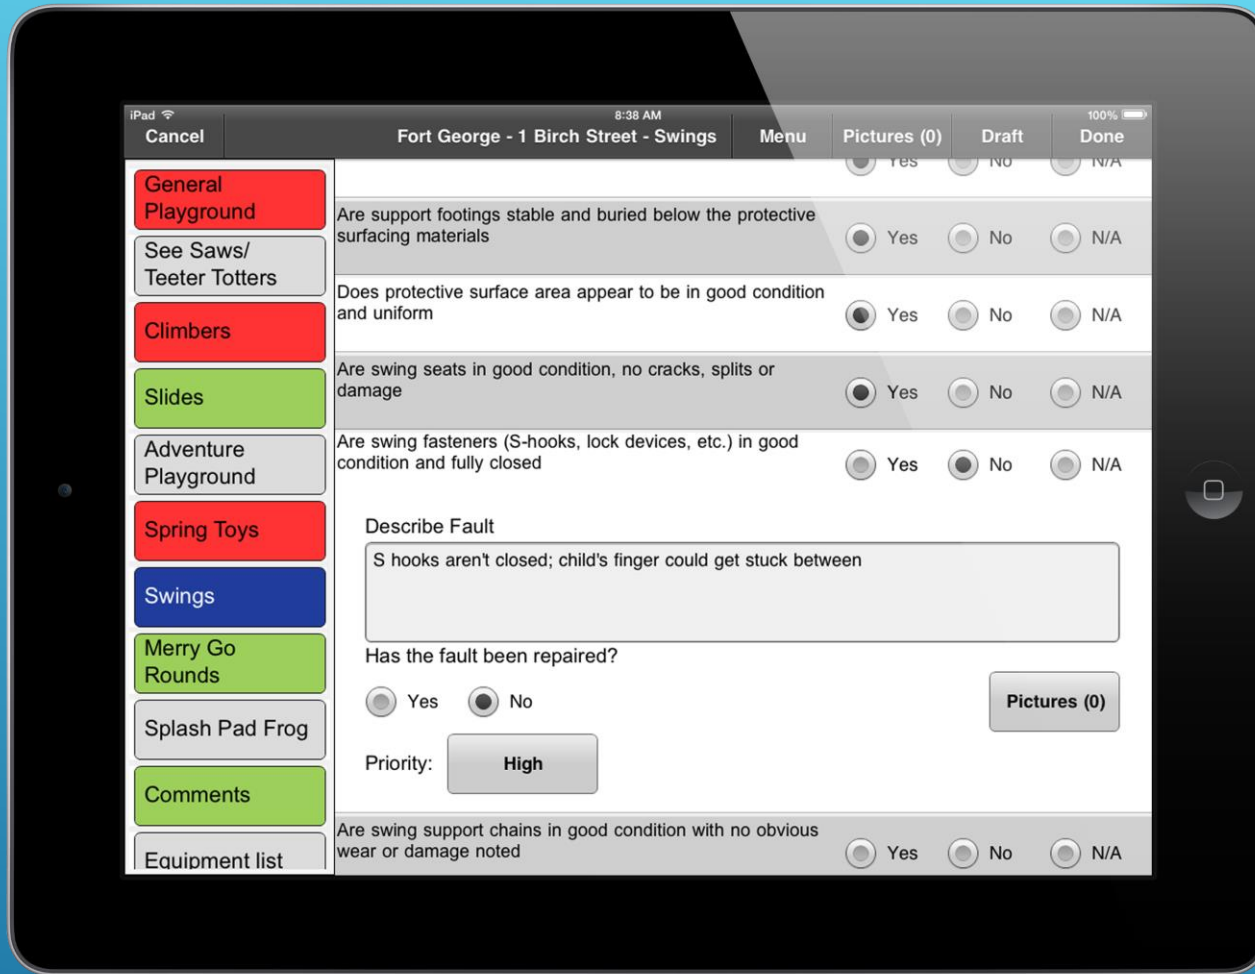 iPad
8:38 AM
100%
Cancel
Fort George - 1 Birch Street - Swings
Menu
Pictures (0)
Draft
Done
General
Playground
See Saws/
Teeter Totters
Climbers
Slides
Adventure
Playground
Spring Toys
Swings
Merry Go
Rounds
Splash Pad Frog
Comments
Equipment list
Yes No N/A
Are support footings stable and buried below the protective
surfacing materials
Yes No N/A
Does protective surface area appear to be in good condition
and uniform
Yes No N/A
Are swing seats in good condition, no cracks, splits or
damage
Yes No N/A
Are swing fasteners (S-hooks, lock devices, etc.) in good
condition and fully closed
Yes No N/A
Describe Fault
S hooks aren't closed; child's finger could get stuck between
Has the fault been repaired?
Yes No
Pictures (0)
Priority: High
Are swing support chains in good condition with no obvious
wear or damage noted
Yes No N/A